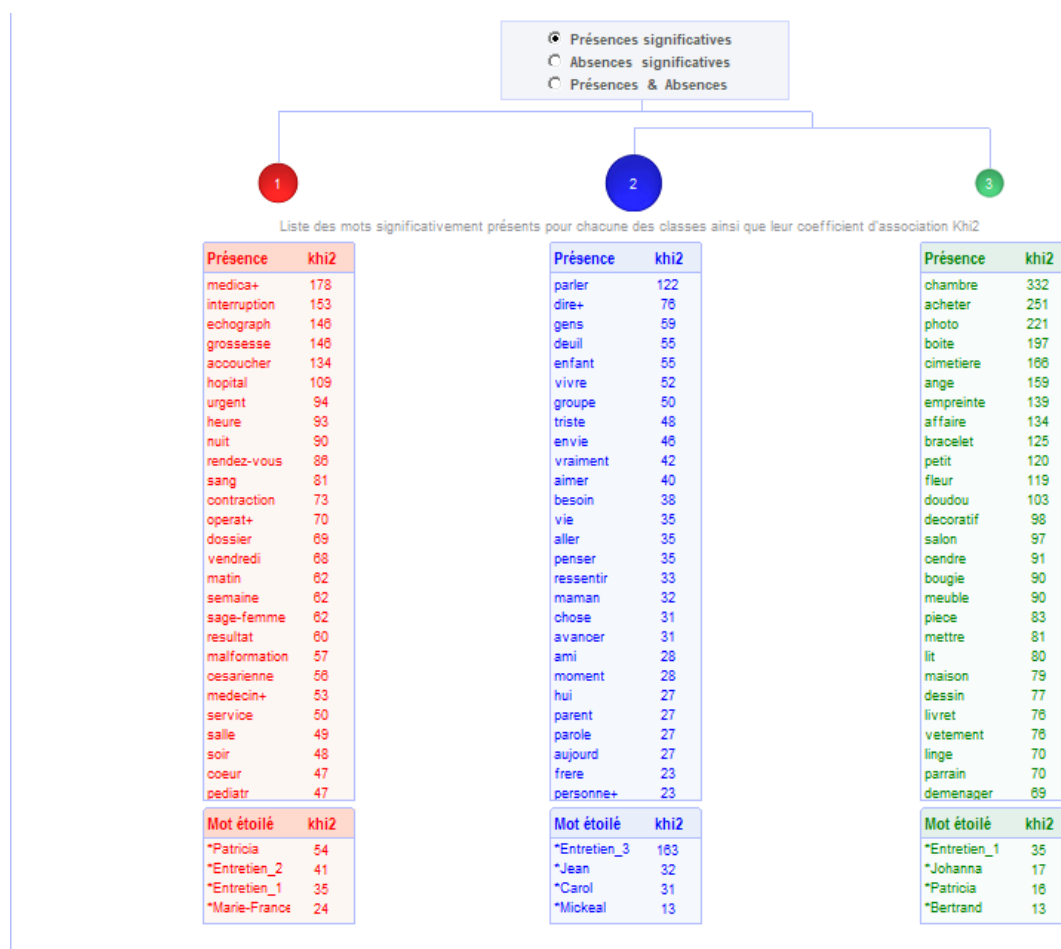 Présences significatives
Absences significatives
Présences & Absences
1
2
3
Liste des mots significativement présents pour chacune des classes ainsi que leur coefficient d'association Khi2
Présence khi2
medica+ 178
interruption 153
echograph 146
grossesse 146
accoucher 134
hopital 109
urgent 94
heure 93
nuit 90
rendez-vous 86
sang 81
contraction 73
operat+ 70
dossier 69
vendredi 68
matin 62
semaine 62
sage-femme 62
resultat 60
malformation 57
cesarienne 56
medecin+ 53
service 50
salle 49
soir 48
coeur 47
pediatr 47
Mot étoilé khi2
*Patricia 54
*Entretien_2 41
*Entretien_1 35
*Marie-France 24
Présence khi2
parler 122
dire+ 76
gens 59
deuil 55
enfant 55
vivre 52
groupe 50
triste 48
envie 46
vraiment 42
aimer 40
besoin 38
vie 35
aller 35
penser 35
ressentir 33
maman 32
chose 31
avancer 31
ami 28
moment 28
hui 27
parent 27
parole 27
aujourd 27
frere 23
personne+ 23
Mot étoilé khi2
*Entretien_3 163
*Jean 32
*Carol 31
*Mickeal 13
Présence khi2
chambre 332
acheter 251
photo 221
boite 197
cimetiere 166
ange 159
empreinte 139
affaire 134
bracelet 125
petit 120
fleur 119
doudou 103
decoratif 98
salon 97
cendre 91
bougie 90
meuble 90
piece 83
mettre 81
lit 80
maison 79
dessin 77
livret 76
vetement 76
linge 70
parrain 70
demenager 69
Mot étoilé khi2
*Entretien_1 35
*Johanna 17
*Patricia 16
*Bertrand 13